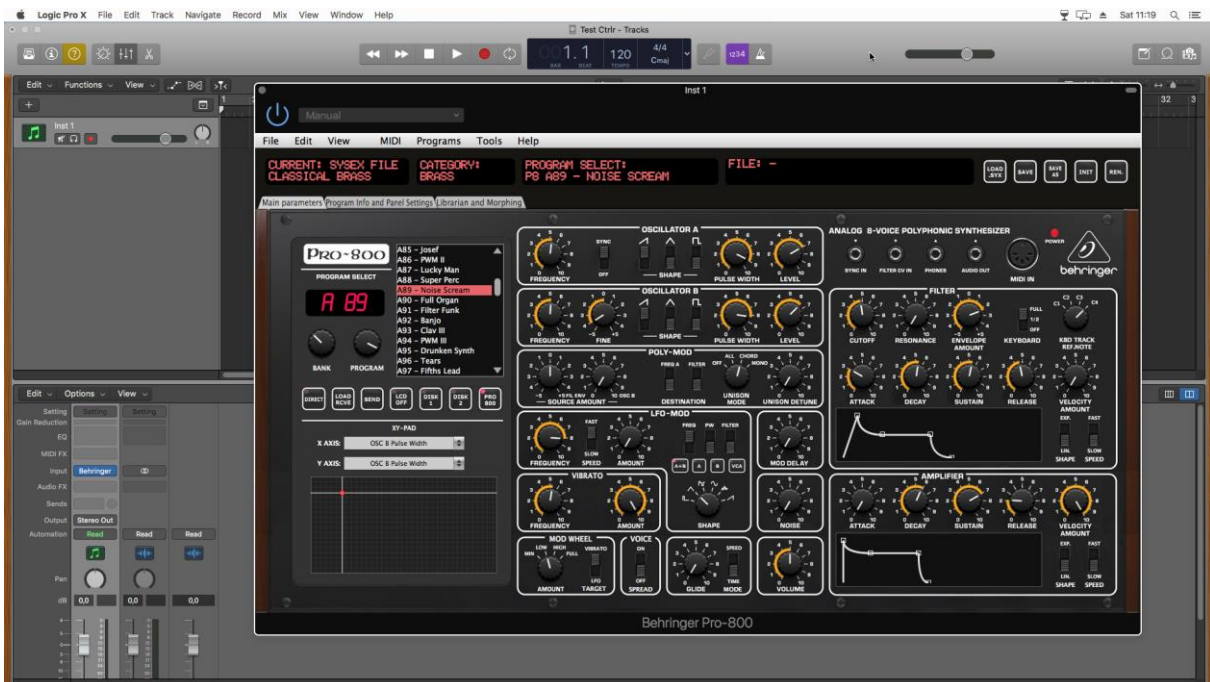 Logic Pro X File Edit Track Navigate Record Mix View Window Help
Sat 11:19
Test Ctrlr - Tracks
1. 1 120 4/4 Cmaj
BAR BEAT TEMPO
1234
Edit Functions View
Inst 1
32 3
Inst 1
Manual
File Edit View MIDI Programs Tools Help
CURRENT: SYSEX FILE
CLASSICAL BRASS
CATEGORY:
BRASS
PROGRAM SELECT:
P8 A89 - NOISE SCREAM
FILE: -
LOAD .SYX SAVE SAVE AS INIT REN.
Main parameters Program Info and Panel Settings Librarian and Morphing
PRO-800
PROGRAM SELECT
A 89
BANK PROGRAM
A85 - Josef
A86 - PWM II
A87 - Lucky Man
A88 - Super Perc
A89 - Noise Scream
A90 - Full Organ
A91 - Filter Funk
A92 - Banjo
A93 - Clav III
A94 - PWM III
A95 - Drunken Synth
A96 - Tears
A97 - Fifths Lead
DIRECT LOAD RCVE SEND LCD OFF DISK 1 DISK 2 PRO 800
XY-PAD
X AXIS: OSC B Pulse Width
Y AXIS: OSC B Pulse Width
OSCILLATOR A
SYNC OFF
FREQUENCY SHAPE PULSE WIDTH LEVEL
OSCILLATOR B
FREQUENCY FINE SHAPE PULSE WIDTH LEVEL
POLY-MOD
FREQ A FILTER
OFF ALL CHORD MONO
SOURCE AMOUNT DESTINATION UNISON MODE UNISON DETUNE
LFO-MOD
FAST SLOW
FREQ PW FILTER
FREQUENCY SPEED AMOUNT
A+B A B VCA
SHAPE
MOD DELAY
VIBRATO
FREQUENCY AMOUNT
NOISE
MOD WHEEL
MIN LOW HIGH FULL VIBRATO LFO
AMOUNT TARGET
VOICE
ON OFF
SPREAD
SPEED TIME
GLIDE MODE
VOLUME
ANALOG 8-VOICE POLYPHONIC SYNTHESIZER
POWER
behringer
SYNC IN FILTER CV IN PHONES AUDIO OUT MIDI IN
FILTER
FULL 1/2 OFF
C1 C2 C3 C4
CUTOFF RESONANCE ENVELOPE AMOUNT KEYBOARD KBD TRACK REF.NOTE
ATTACK DECAY SUSTAIN RELEASE VELOCITY AMOUNT
EXP. FAST
LIN. SLOW
SHAPE SPEED
AMPLIFIER
ATTACK DECAY SUSTAIN RELEASE VELOCITY AMOUNT
EXP. FAST
LIN. SLOW
SHAPE SPEED
Behringer Pro-800
Edit Options View
Setting Setting Setting
Gain Reduction
EQ
MIDI FX
Input Behringer
Audio FX
Sends
Output Stereo Out
Automation Read Read Read
Pan
dB 0,0 0,0 0,0